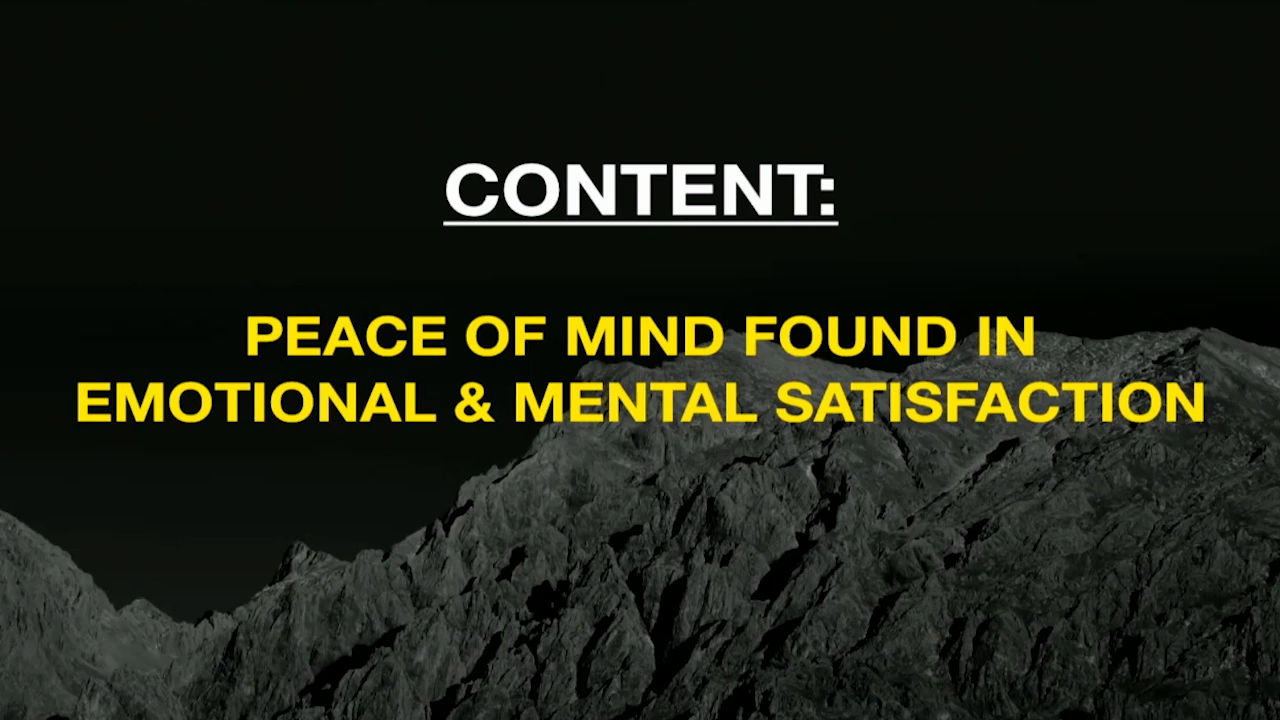 CONTENT:
PEACE OF MIND FOUND IN
EMOTIONAL & MENTAL SATISFACTION